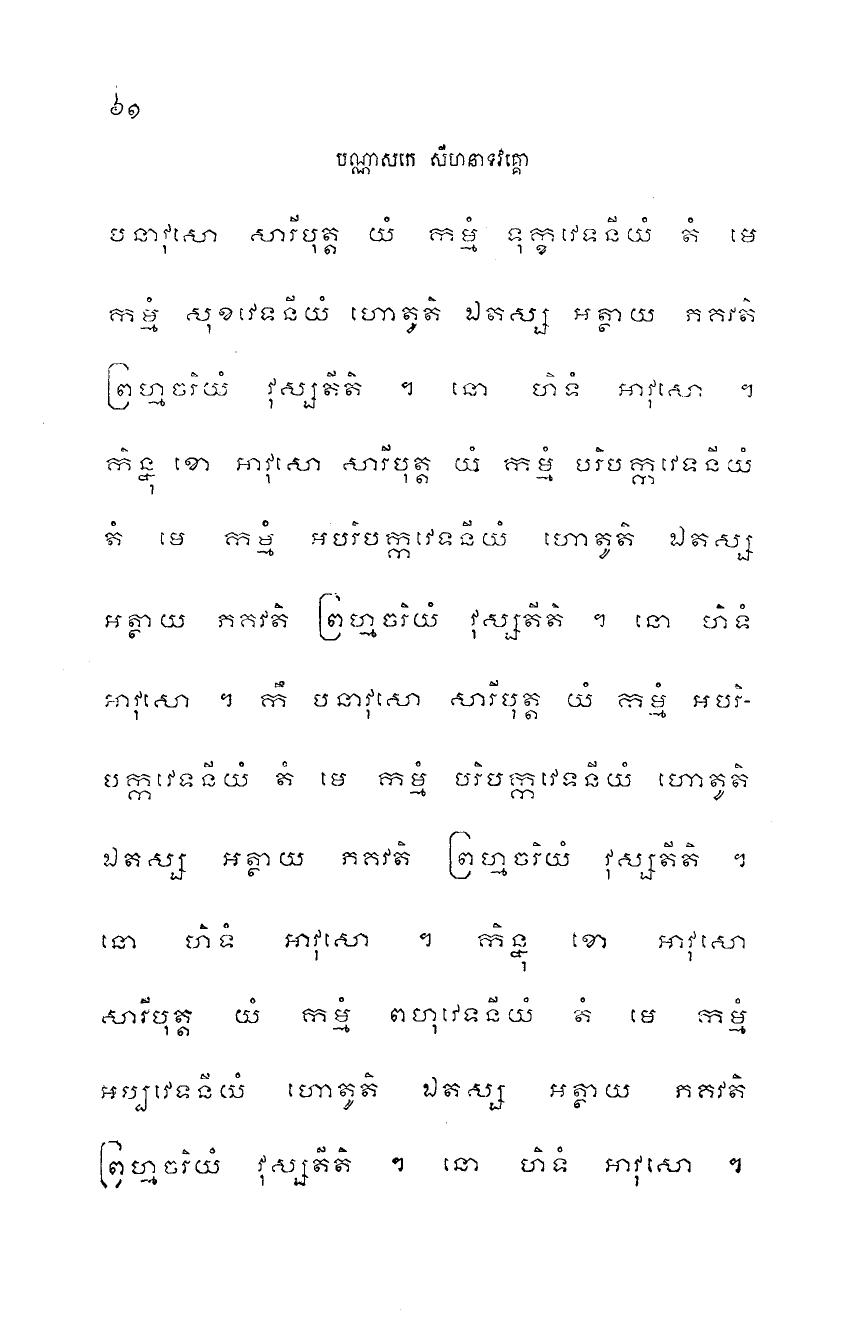 ៦១
បណ្ណាសកេ សីហនាទវគ្គោ
បនាវុសោ សារីបុត្ត យំ កម្មំ ទុក្ខវេទនីយំ តំ មេ
កម្មំ សុខវេទនីយំ ហោតូតិ ឯតស្ស អត្ថាយ ភគវតិ
ព្រហ្មចរិយំ វុស្សតីតិ ។ នោ ហិទំ អាវុសោ ។
កិន្នុ ខោ អាវុសោ សារីបុត្ត យំ កម្មំ បរិបក្កវេទនីយំ
តំ មេ កម្មំ អបរិបក្កវេទនីយំ ហោតូតិ ឯតស្ស
អត្ថាយ ភគវតិ ព្រហ្មចរិយំ វុស្សតីតិ ។ នោ ហិទំ
អាវុសោ ។ កឹ បនាវុសោ សារីបុត្ត យំ កម្មំ អបរិ-
បក្កវេទនីយំ តំ មេ កម្មំ បរិបក្កវេទនីយំ ហោតូតិ
ឯតស្ស អត្ថាយ ភគវតិ ព្រហ្មចរិយំ វុស្សតីតិ ។
នោ ហិទំ អាវុសោ ។ កិន្នុ ខោ អាវុសោ
សារីបុត្ត យំ កម្មំ ពហុវេទនីយំ តំ មេ កម្មំ
អប្បវេទនីយំ ហោតូតិ ឯតស្ស អត្ថាយ ភគវតិ
ព្រហ្មចរិយំ វុស្សតីតិ ។ នោ ហិទំ អាវុសោ ។